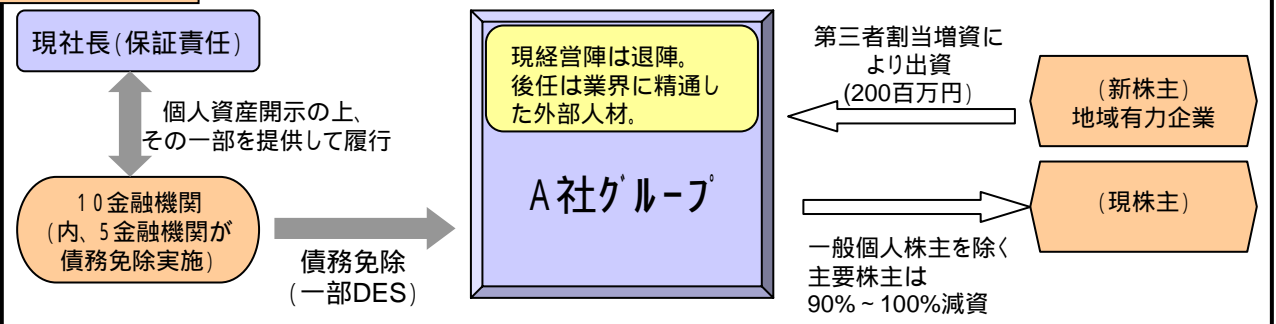 現社長(保証責任)
個人資産開示の上、
その一部を提供して履行
10金融機関
(内、5金融機関が
債務免除実施)
債務免除
(一部DES)
現経営陣は退陣。
後任は業界に精通し
た外部人材。
A社グループ
第三者割当増資に
より出資
(200百万円)
(新株主)
地域有力企業
(現株主)
一般個人株主を除く
主要株主は
90%~100%減資